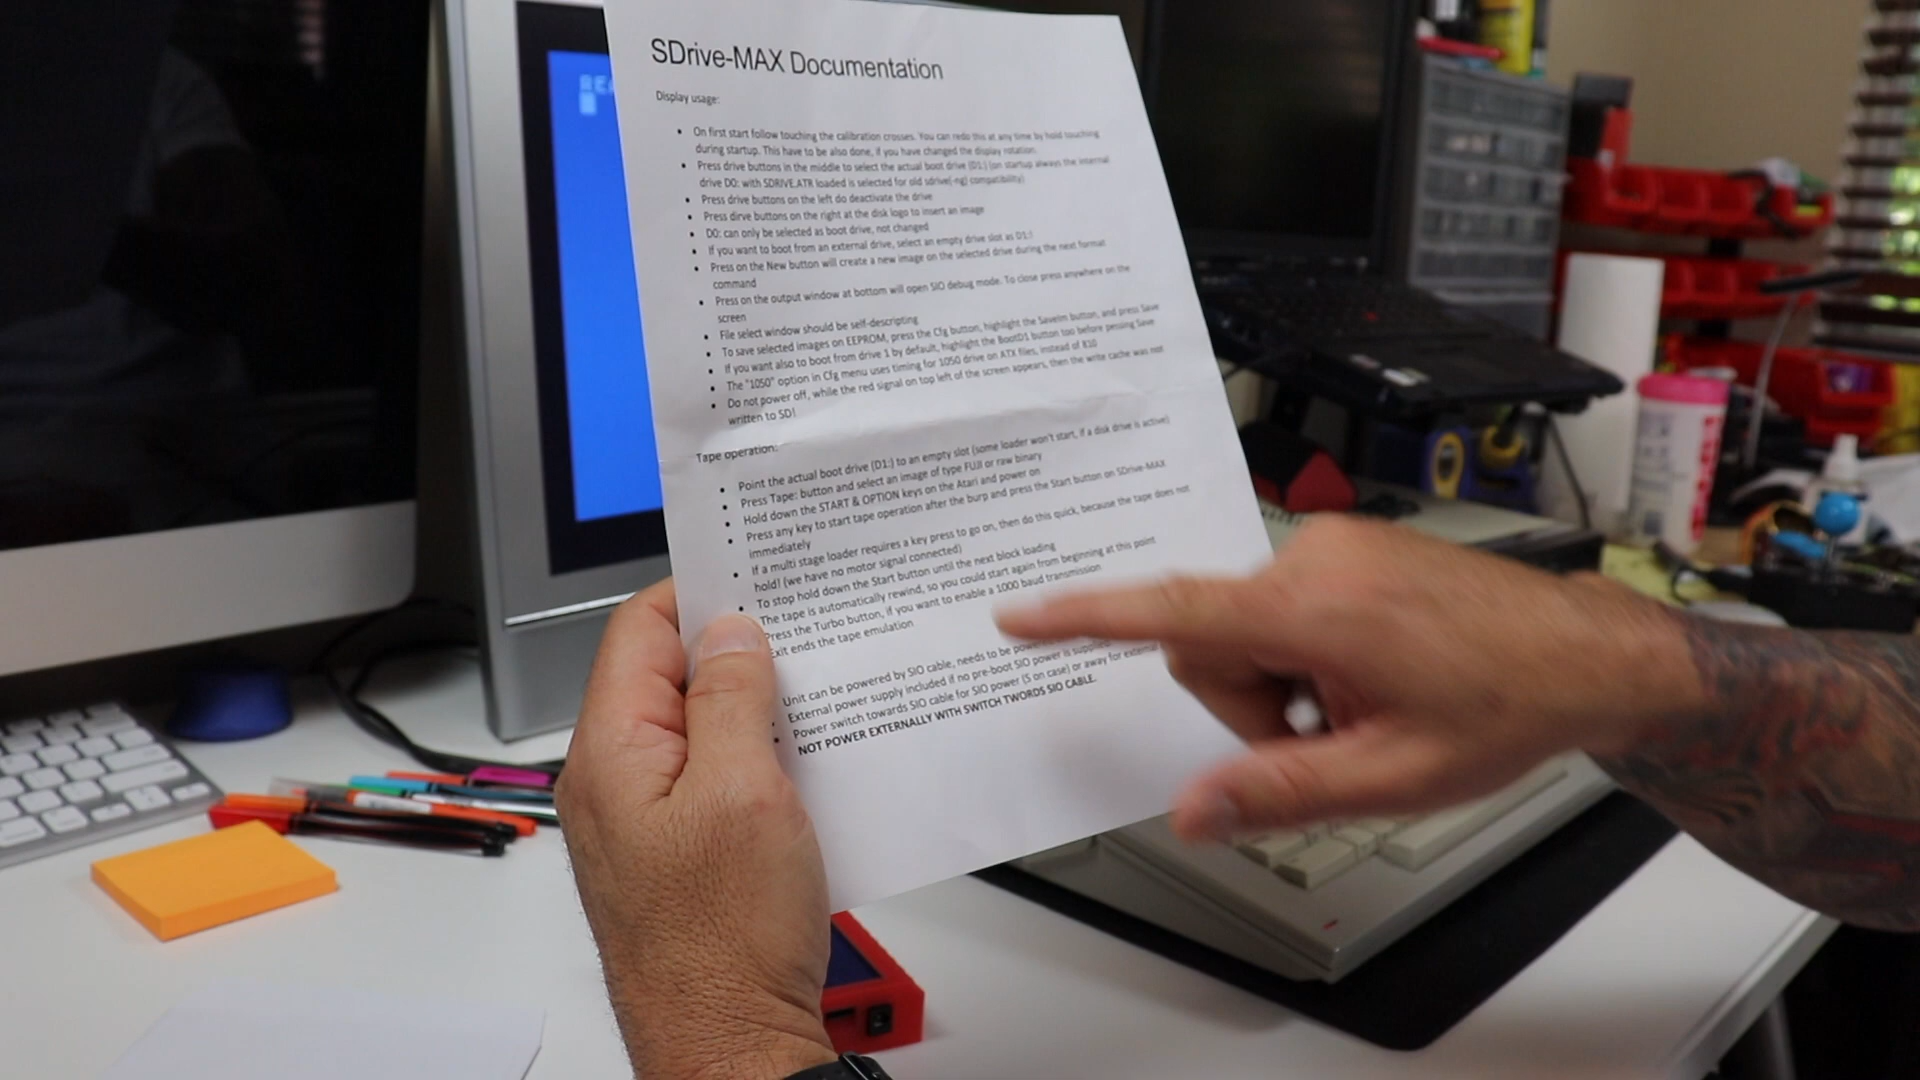 SDrive-MAX Documentation
Display usage:
• On first start follow touching the calibration crosses. You can redo this at any time by hold touching
during startup. This have to be also done, if you have changed the display rotation.
• Press drive buttons in the middle to select the actual boot drive (D1:) (on startup always the internal
drive D0: with SDRIVE.ATR loaded is selected for old sdrive(-ng) compatibility)
• Press drive buttons on the left do deactivate the drive
• Press dirve buttons on the right at the disk logo to insert an image
• D0: can only be selected as boot drive, not changed
• If you want to boot from an external drive, select an empty drive slot as D1:!
• Press on the New button will create a new image on the selected drive during the next format
command
• Press on the output window at bottom will open SIO debug mode. To close press anywhere on the
screen
• File select window should be self-descripting
• To save selected images on EEPROM, press the Cfg button, highlight the SaveIm button, and press Save
• If you want also to boot from drive 1 by default, highlight the BootD1 button too before pessing Save
• The "1050" option in Cfg menu uses timing for 1050 drive on ATX files, instead of 810
• Do not power off, while the red signal on top left of the screen appears, then the write cache was not
written to SD!
Tape operation:
• Point the actual boot drive (D1:) to an empty slot (some loader won't start, if a disk drive is active)
• Press Tape: button and select an image of type FUJI or raw binary
• Hold down the START & OPTION keys on the Atari and power on
• Press any key to start tape operation after the burp and press the Start button on SDrive-MAX
immediately
• If a multi stage loader requires a key press to go on, then do this quick, because the tape does not
hold! (we have no motor signal connected)
• To stop hold down the Start button until the next block loading
The tape is automatically rewind, so you could start again from beginning at this point
Press the Turbo button, if you want to enable a 1000 baud transmission
Exit ends the tape emulation
Unit can be powered by SIO cable, needs to be
• External power supply included if no pre-boot SIO power is
• Power switch towards SIO cable for SIO power (S on case) or away for external
• NOT POWER EXTERNALLY WITH SWITCH TWORDS SIO CABLE.